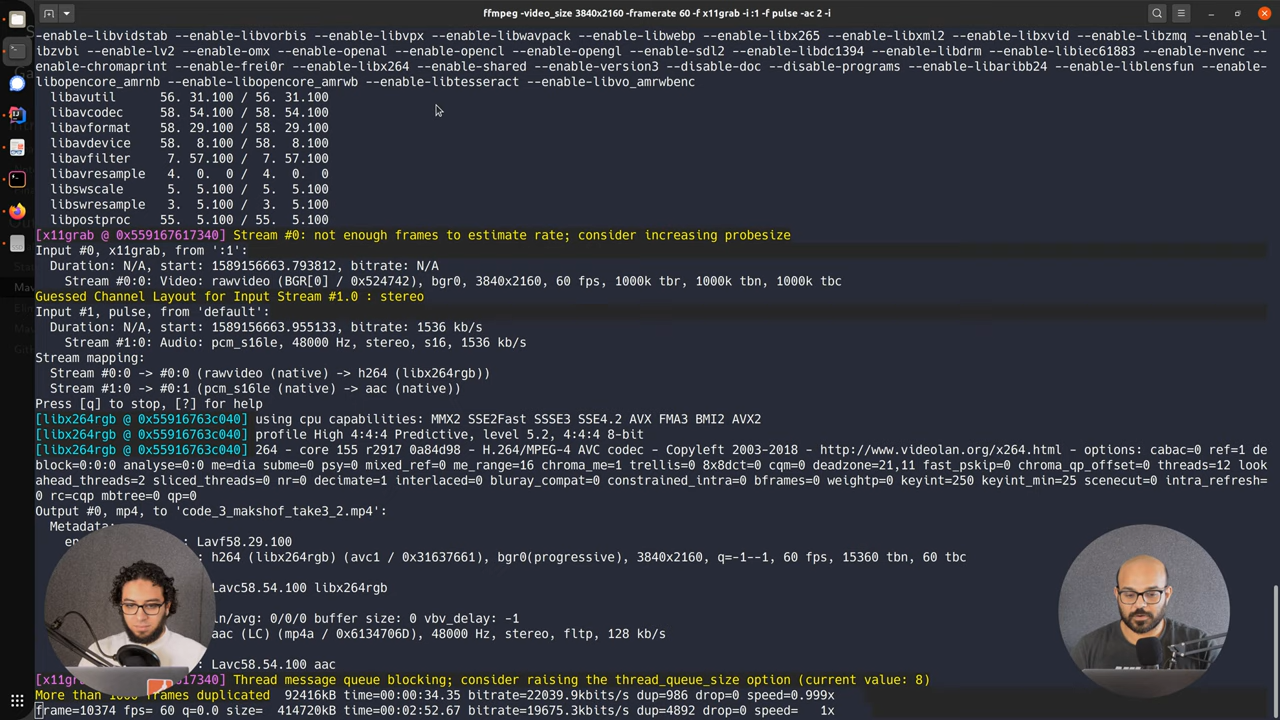 ffmpeg -video_size 3840x2160 -framerate 60 -f x11grab -i :1 -f pulse -ac 2 -i
-enable-libvidstab --enable-libvorbis --enable-libvpx --enable-libwavpack --enable-libwebp --enable-libx265 --enable-libxml2 --enable-libxvid --enable-libzmq --enable-l
ibzvbi --enable-lv2 --enable-omx --enable-openal --enable-opencl --enable-opengl --enable-sdl2 --enable-libdc1394 --enable-libdrm --enable-libiec61883 --enable-nvenc --
enable-chromaprint --enable-frei0r --enable-libx264 --enable-shared --enable-version3 --disable-doc --disable-programs --enable-libaribb24 --enable-liblensfun --enable-
libopencore_amrnb --enable-libopencore_amrwb --enable-libtesseract --enable-libvo_amrwbenc
libavutil 56. 31.100 / 56. 31.100
libavcodec 58. 54.100 / 58. 54.100
libavformat 58. 29.100 / 58. 29.100
libavdevice 58. 8.100 / 58. 8.100
libavfilter 7. 57.100 / 7. 57.100
libavresample 4. 0. 0 / 4. 0. 0
libswscale 5. 5.100 / 5. 5.100
libswresample 3. 5.100 / 3. 5.100
libpostproc 55. 5.100 / 55. 5.100
[x11grab @ 0x559167617340] Stream #0: not enough frames to estimate rate; consider increasing probesize
Input #0, x11grab, from ':1':
Duration: N/A, start: 1589156663.793812, bitrate: N/A
Stream #0:0: Video: rawvideo (BGR[0] / 0x524742), bgr0, 3840x2160, 60 fps, 1000k tbr, 1000k tbn, 1000k tbc
Guessed Channel Layout for Input Stream #1.0 : stereo
Input #1, pulse, from 'default':
Duration: N/A, start: 1589156663.955133, bitrate: 1536 kb/s
Stream #1:0: Audio: pcm_s16le, 48000 Hz, stereo, s16, 1536 kb/s
Stream mapping:
Stream #0:0 -> #0:0 (rawvideo (native) -> h264 (libx264rgb))
Stream #1:0 -> #0:1 (pcm_s16le (native) -> aac (native))
Press [q] to stop, [?] for help
[libx264rgb @ 0x55916763c040] using cpu capabilities: MMX2 SSE2Fast SSSE3 SSE4.2 AVX FMA3 BMI2 AVX2
[libx264rgb @ 0x55916763c040] profile High 4:4:4 Predictive, level 5.2, 4:4:4 8-bit
[libx264rgb @ 0x55916763c040] 264 - core 155 r2917 0a84d98 - H.264/MPEG-4 AVC codec - Copyleft 2003-2018 - http://www.videolan.org/x264.html - options: cabac=0 ref=1 de
block=0:0:0 analyse=0:0 me=dia subme=0 psy=0 mixed_ref=0 me_range=16 chroma_me=1 trellis=0 8x8dct=0 cqm=0 deadzone=21,11 fast_pskip=0 chroma_qp_offset=0 threads=12 look
ahead_threads=2 sliced_threads=0 nr=0 decimate=1 interlaced=0 bluray_compat=0 constrained_intra=0 bframes=0 weightp=0 keyint=250 keyint_min=25 scenecut=0 intra_refresh=
0 rc=cqp mbtree=0 qp=0
Output #0, mp4, to 'code_3_makshof_take3_2.mp4':
Metadata:
: Lavf58.29.100
: h264 (libx264rgb) (avc1 / 0x31637661), bgr0(progressive), 3840x2160, q=-1--1, 60 fps, 15360 tbn, 60 tbc
Lavc58.54.100 libx264rgb
in/avg: 0/0/0 buffer size: 0 vbv_delay: -1
aac (LC) (mp4a / 0x6134706D), 48000 Hz, stereo, fltp, 128 kb/s
Lavc58.54.100 aac
[x11grab 17340] Thread message queue blocking; consider raising the thread_queue_size option (current value: 8)
More than 1000 frames duplicated 92416kB time=00:00:34.35 bitrate=22039.9kbits/s dup=986 drop=0 speed=0.999x
frame=10374 fps= 60 q=0.0 size= 414720kB time=00:02:52.67 bitrate=19675.3kbits/s dup=4892 drop=0 speed= 1x